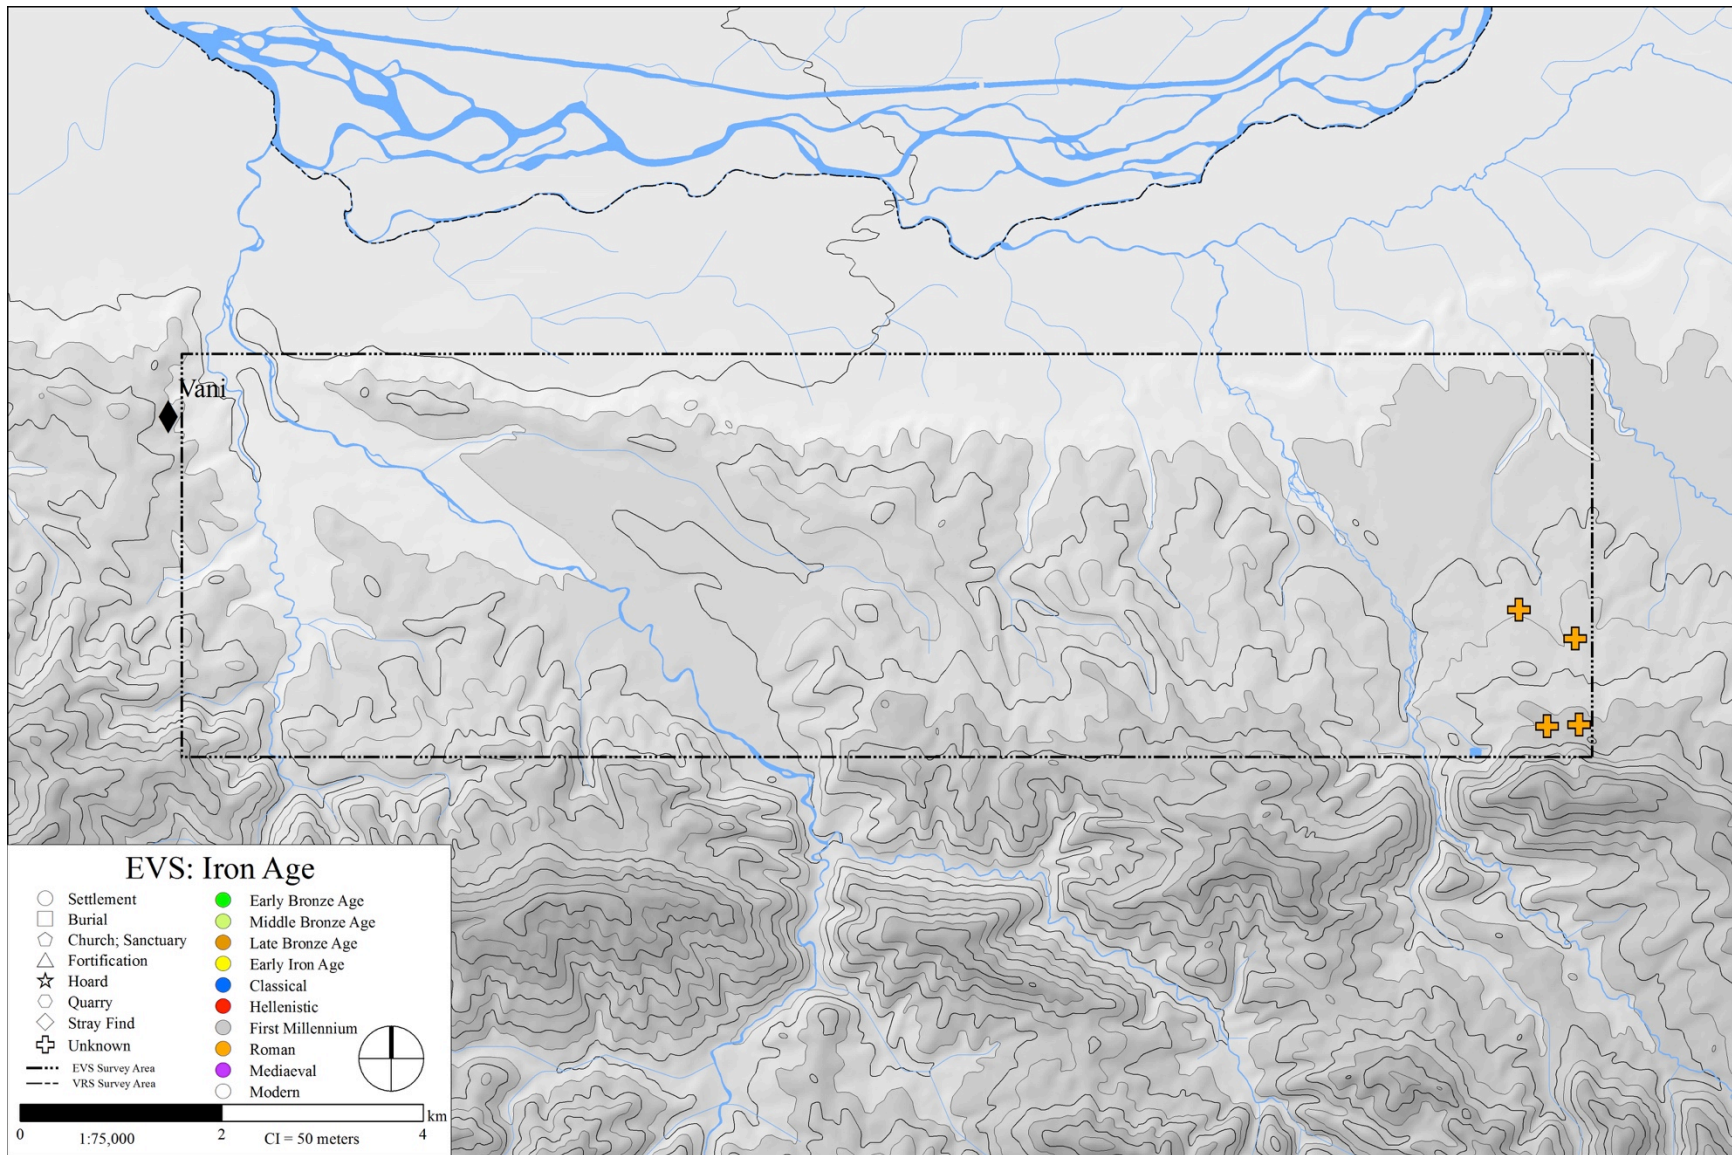 Vani
EVS: Iron Age
Settlement
Burial
Church; Sanctuary
Fortification
Hoard
Quarry
Stray Find
Unknown
EVS Survey Area
VRS Survey Area
Early Bronze Age
Middle Bronze Age
Late Bronze Age
Early Iron Age
Classical
Hellenistic
First Millennium
Roman
Mediaeval
Modern
km
0 1:75,000 2 CI = 50 meters 4